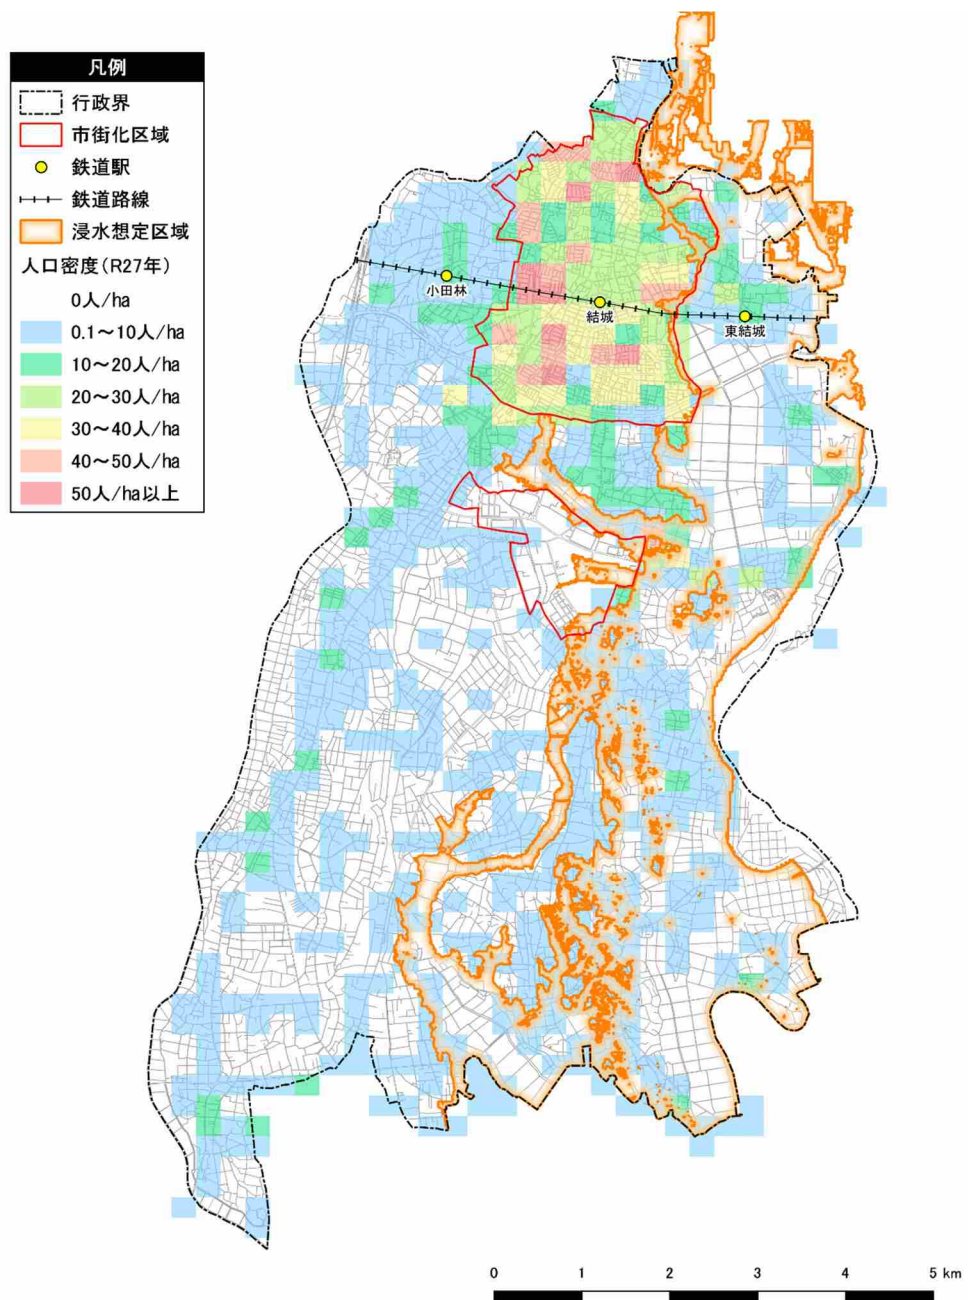 凡例
行政界
市街化区域
鉄道駅
鉄道路線
浸水想定区域
人口密度(R27年)
0人/ha
0.1～10人/ha
10～20人/ha
20～30人/ha
30～40人/ha
40～50人/ha
50人/ha以上
小田林
結城
東結城
0 1 2 3 4 5 km